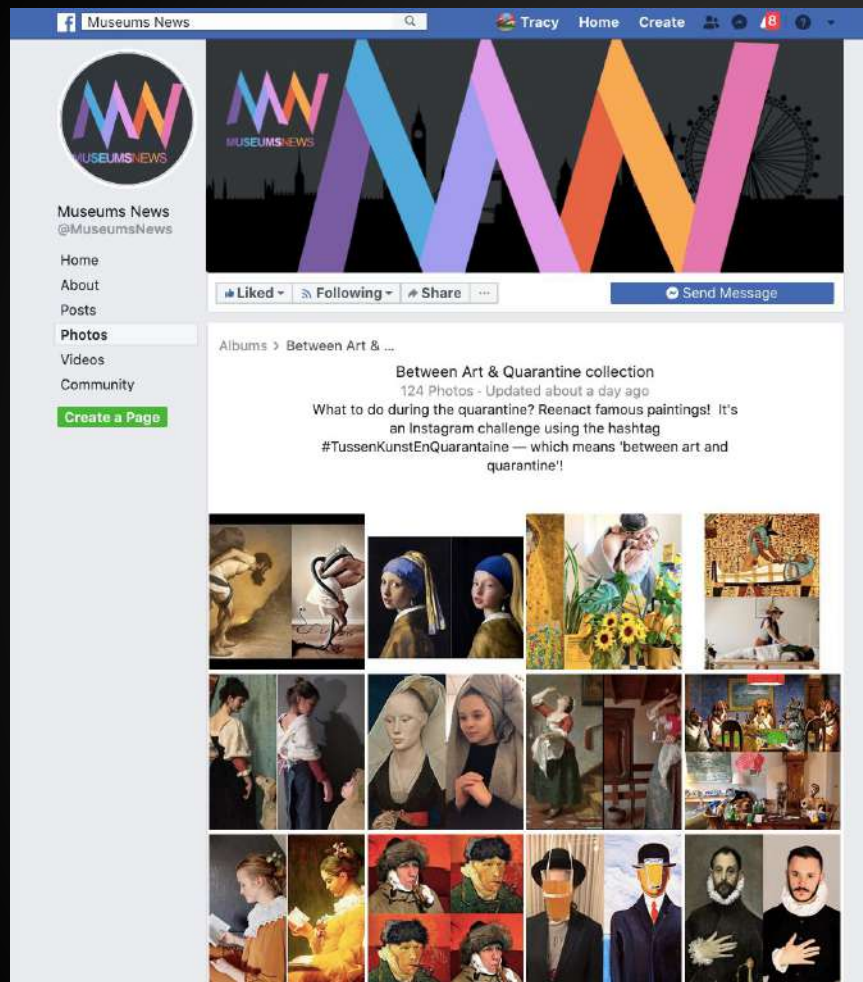 Museums News
Tracy Home Create 8
MUSEUMSNEWS
MUSEUMSNEWS
Museums News
@MuseumsNews
Home
About
Posts
Photos
Videos
Community
Create a Page
Liked Following Share ... Send Message
Albums > Between Art & ...
Between Art & Quarantine collection
124 Photos · Updated about a day ago
What to do during the quarantine? Reenact famous paintings! It's
an Instagram challenge using the hashtag
#TussenKunstEnQuarantaine — which means 'between art and
quarantine'!